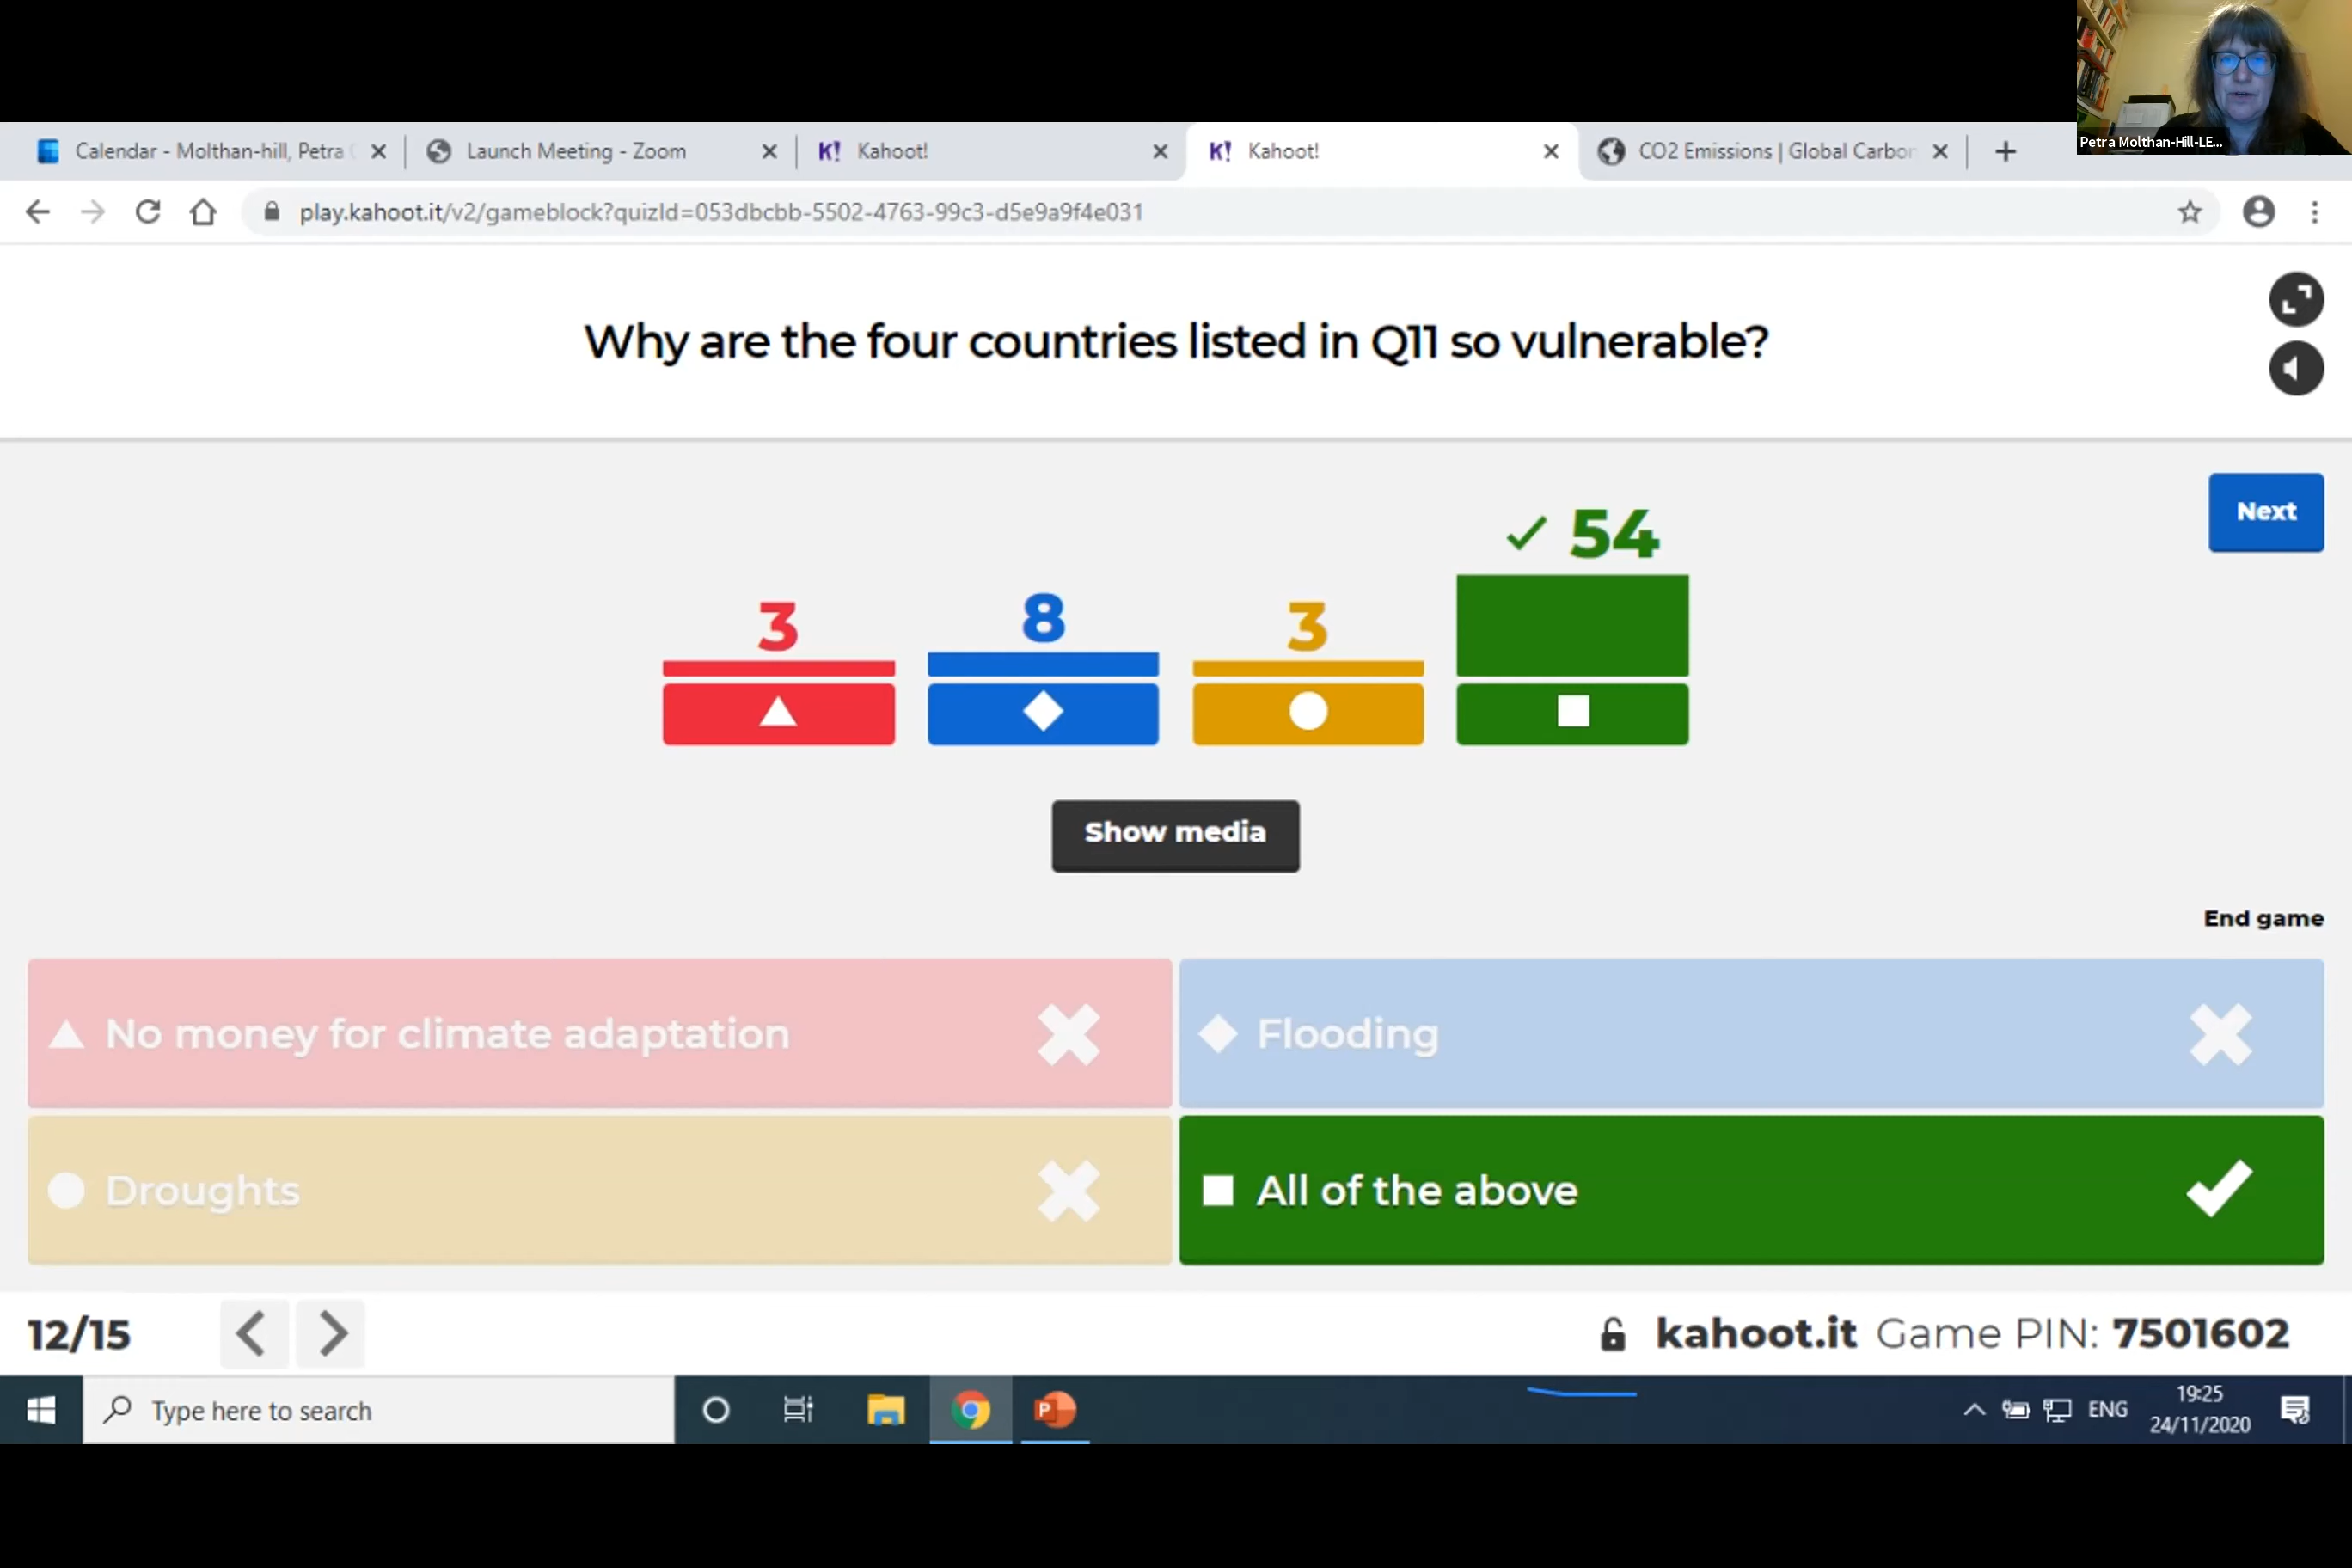 Petra Molthan-Hill-LE...
Calendar - Molthan-hill, Petra
Launch Meeting - Zoom
K! Kahoot!
K! Kahoot!
CO2 Emissions | Global Carbon
play.kahoot.it/v2/gameblock?quizId=053dbcbb-5502-4763-99c3-d5e9a9f4e031
Why are the four countries listed in Q11 so vulnerable?
Next
54
3
8
3
Show media
End game
No money for climate adaptation
Flooding
Droughts
All of the above
12/15
kahoot.it Game PIN: 7501602
Type here to search
P
ENG
19:25
24/11/2020